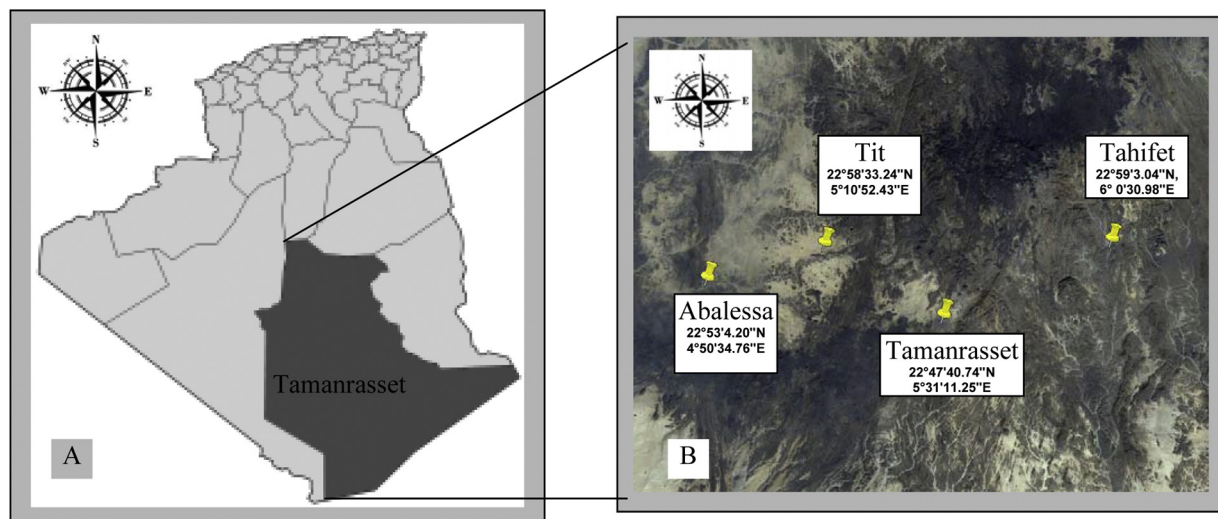 N
W E
S
Tamanrasset
A
N
W E
S
Tit
22°58'33.24"N
5°10'52.43"E
Tahifet
22°59'3.04"N,
6° 0'30.98"E
Abalessa
22°53'4.20"N
4°50'34.76"E
Tamanrasset
22°47'40.74"N
5°31'11.25"E
B